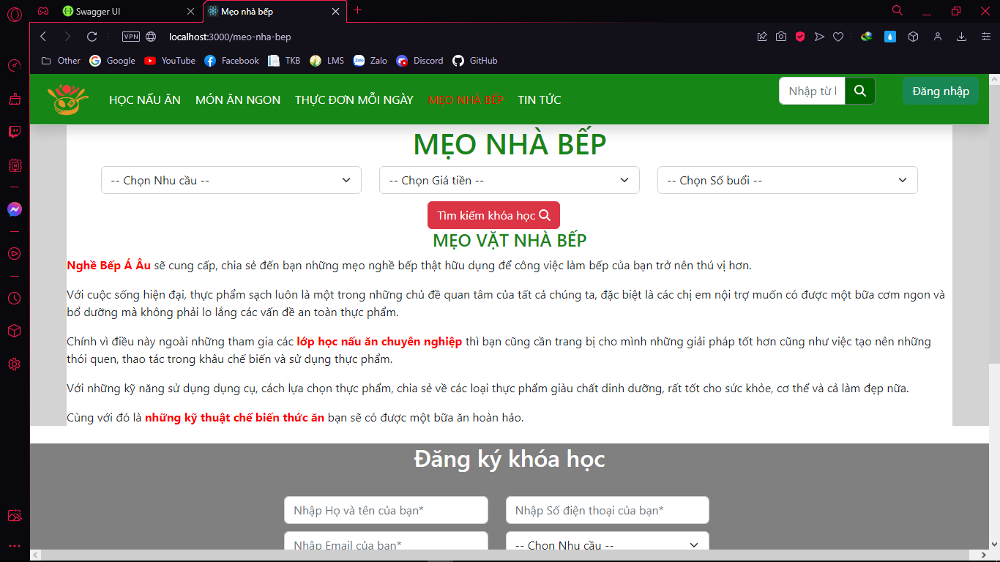 Swagger UI
Mẹo nhà bếp
VPN
localhost:3000/meo-nha-bep
Other
Google
YouTube
Facebook
TKB
LMS
Zalo
Discord
GitHub
HỌC NẤU ĂN
MÓN ĂN NGON
THỰC ĐƠN MỖI NGÀY
MẸO NHÀ BẾP
TIN TỨC
Nhập từ l
Đăng nhập
MẸO NHÀ BẾP
-- Chọn Nhu cầu --
-- Chọn Giá tiền --
-- Chọn Số buổi --
Tìm kiếm khóa học
MẸO VẶT NHÀ BẾP
Nghề Bếp Á Âu sẽ cung cấp, chia sẻ đến bạn những mẹo nghề bếp thật hữu dụng để công việc làm bếp của bạn trở nên thú vị hơn.
Với cuộc sống hiện đại, thực phẩm sạch luôn là một trong những chủ đề quan tâm của tất cả chúng ta, đặc biệt là các chị em nội trợ muốn có được một bữa cơm ngon và
bổ dưỡng mà không phải lo lắng các vấn đề an toàn thực phẩm.
Chính vì điều này ngoài những tham gia các lớp học nấu ăn chuyên nghiệp thì bạn cũng cần trang bị cho mình những giải pháp tốt hơn cũng như việc tạo nên những
thói quen, thao tác trong khâu chế biến và sử dụng thực phẩm.
Với những kỹ năng sử dụng dụng cụ, cách lựa chọn thực phẩm, chia sẻ về các loại thực phẩm giàu chất dinh dưỡng, rất tốt cho sức khỏe, cơ thể và cả làm đẹp nữa.
Cùng với đó là những kỹ thuật chế biến thức ăn bạn sẽ có được một bữa ăn hoàn hảo.
Đăng ký khóa học
Nhập Họ và tên của bạn*
Nhập Số điện thoại của bạn*
Nhập Email của bạn*
-- Chọn Nhu cầu --